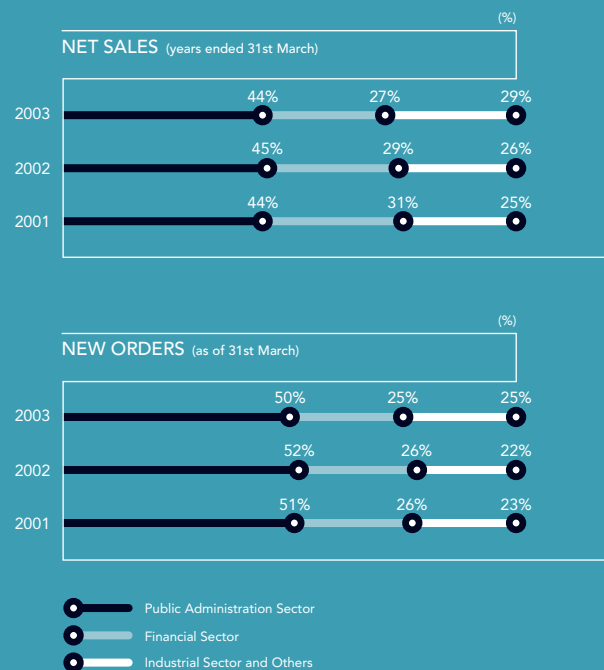 (%)
NET SALES (years ended 31st March)
44% 27% 29%
2003
45% 29% 26%
2002
44% 31% 25%
2001
(%)
NEW ORDERS (as of 31st March)
50% 25% 25%
2003
52% 26% 22%
2002
51% 26% 23%
2001
Public Administration Sector
Financial Sector
Industrial Sector and Others